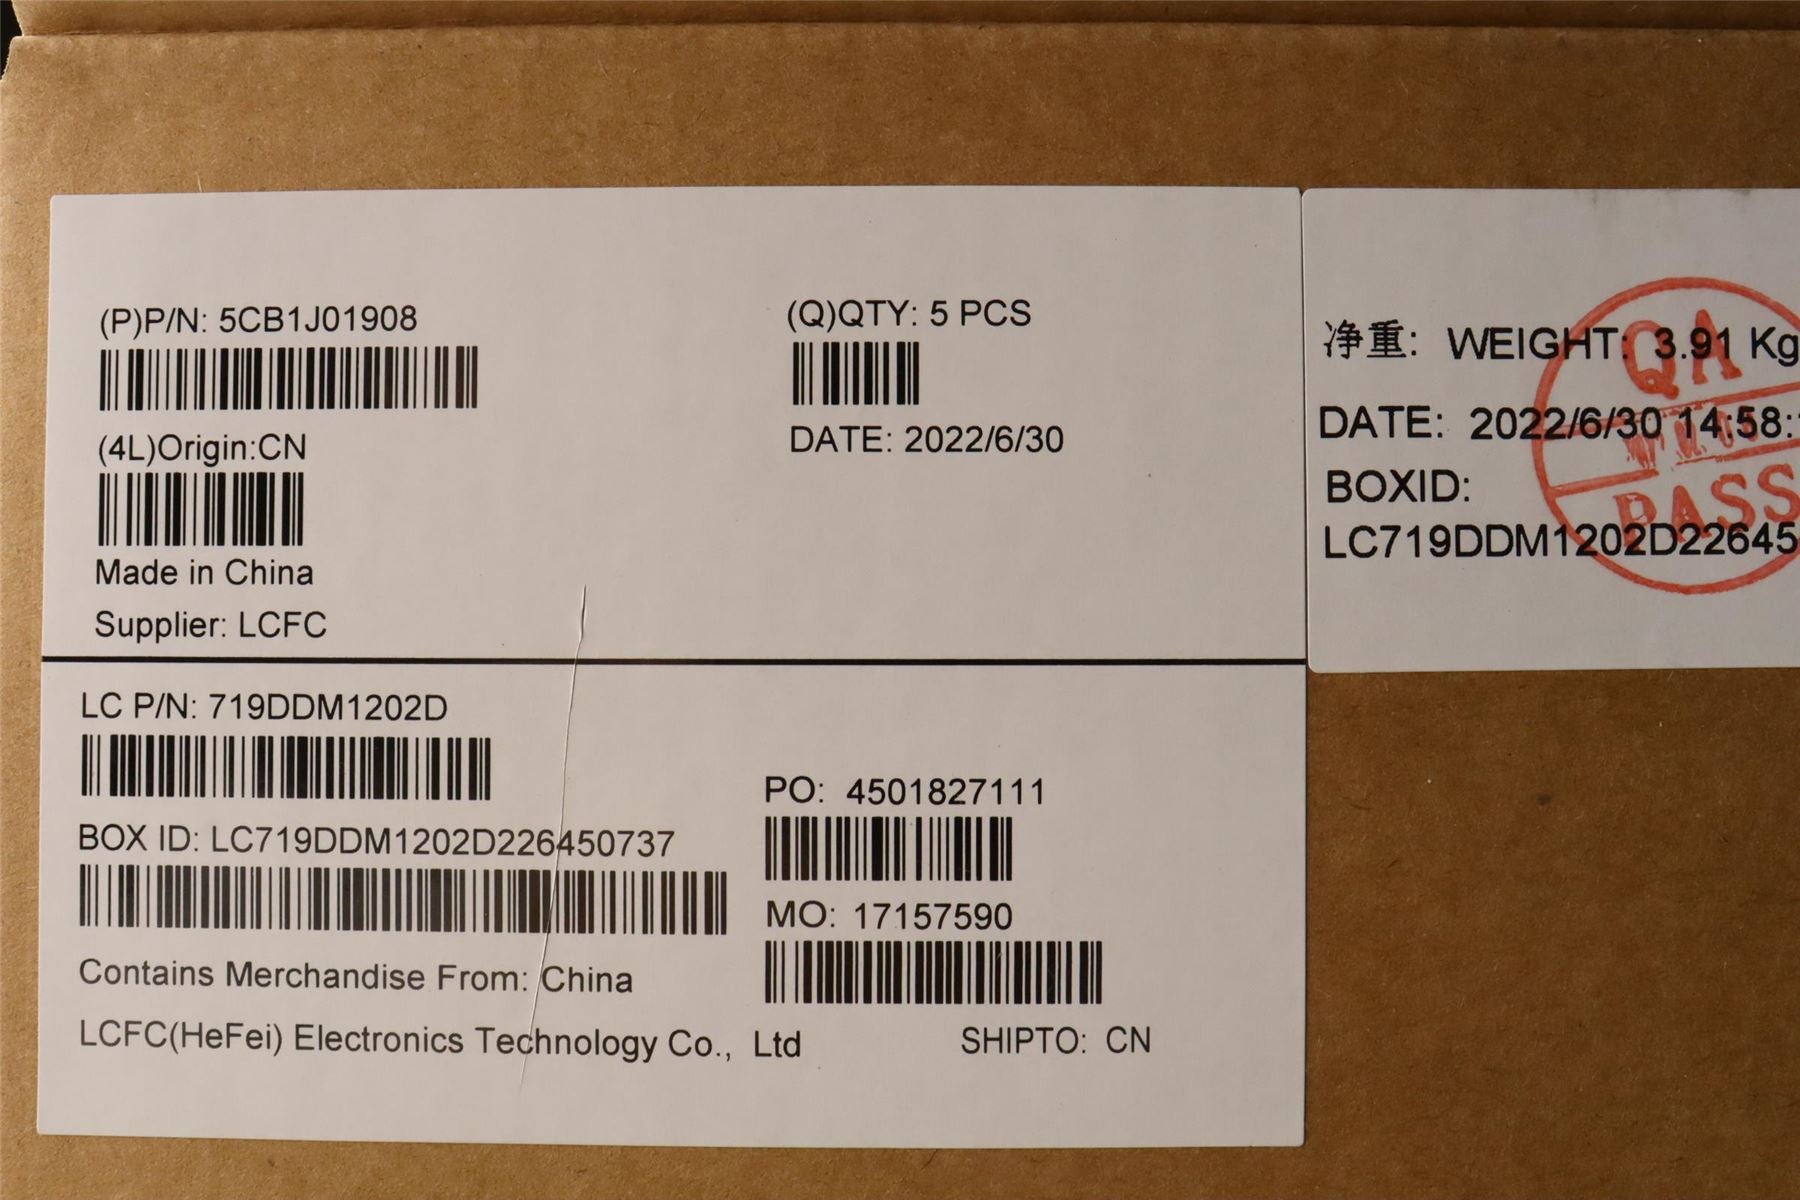 (P)P/N: 5CB1J01908
(Q)QTY: 5 PCS
(4L)Origin:CN
DATE: 2022/6/30
Made in China
Supplier: LCFC
LC P/N: 719DDM1202D
PO: 4501827111
BOX ID: LC719DDM1202D226450737
MO: 17157590
Contains Merchandise From: China
LCFC(HeFei) Electronics Technology Co., Ltd
SHIPTO: CN
净重: WEIGHT: 3.91 Kg
DATE: 2022/6/30 14:58:
BOXID:
LC719DDM1202D22645
QA
PASS